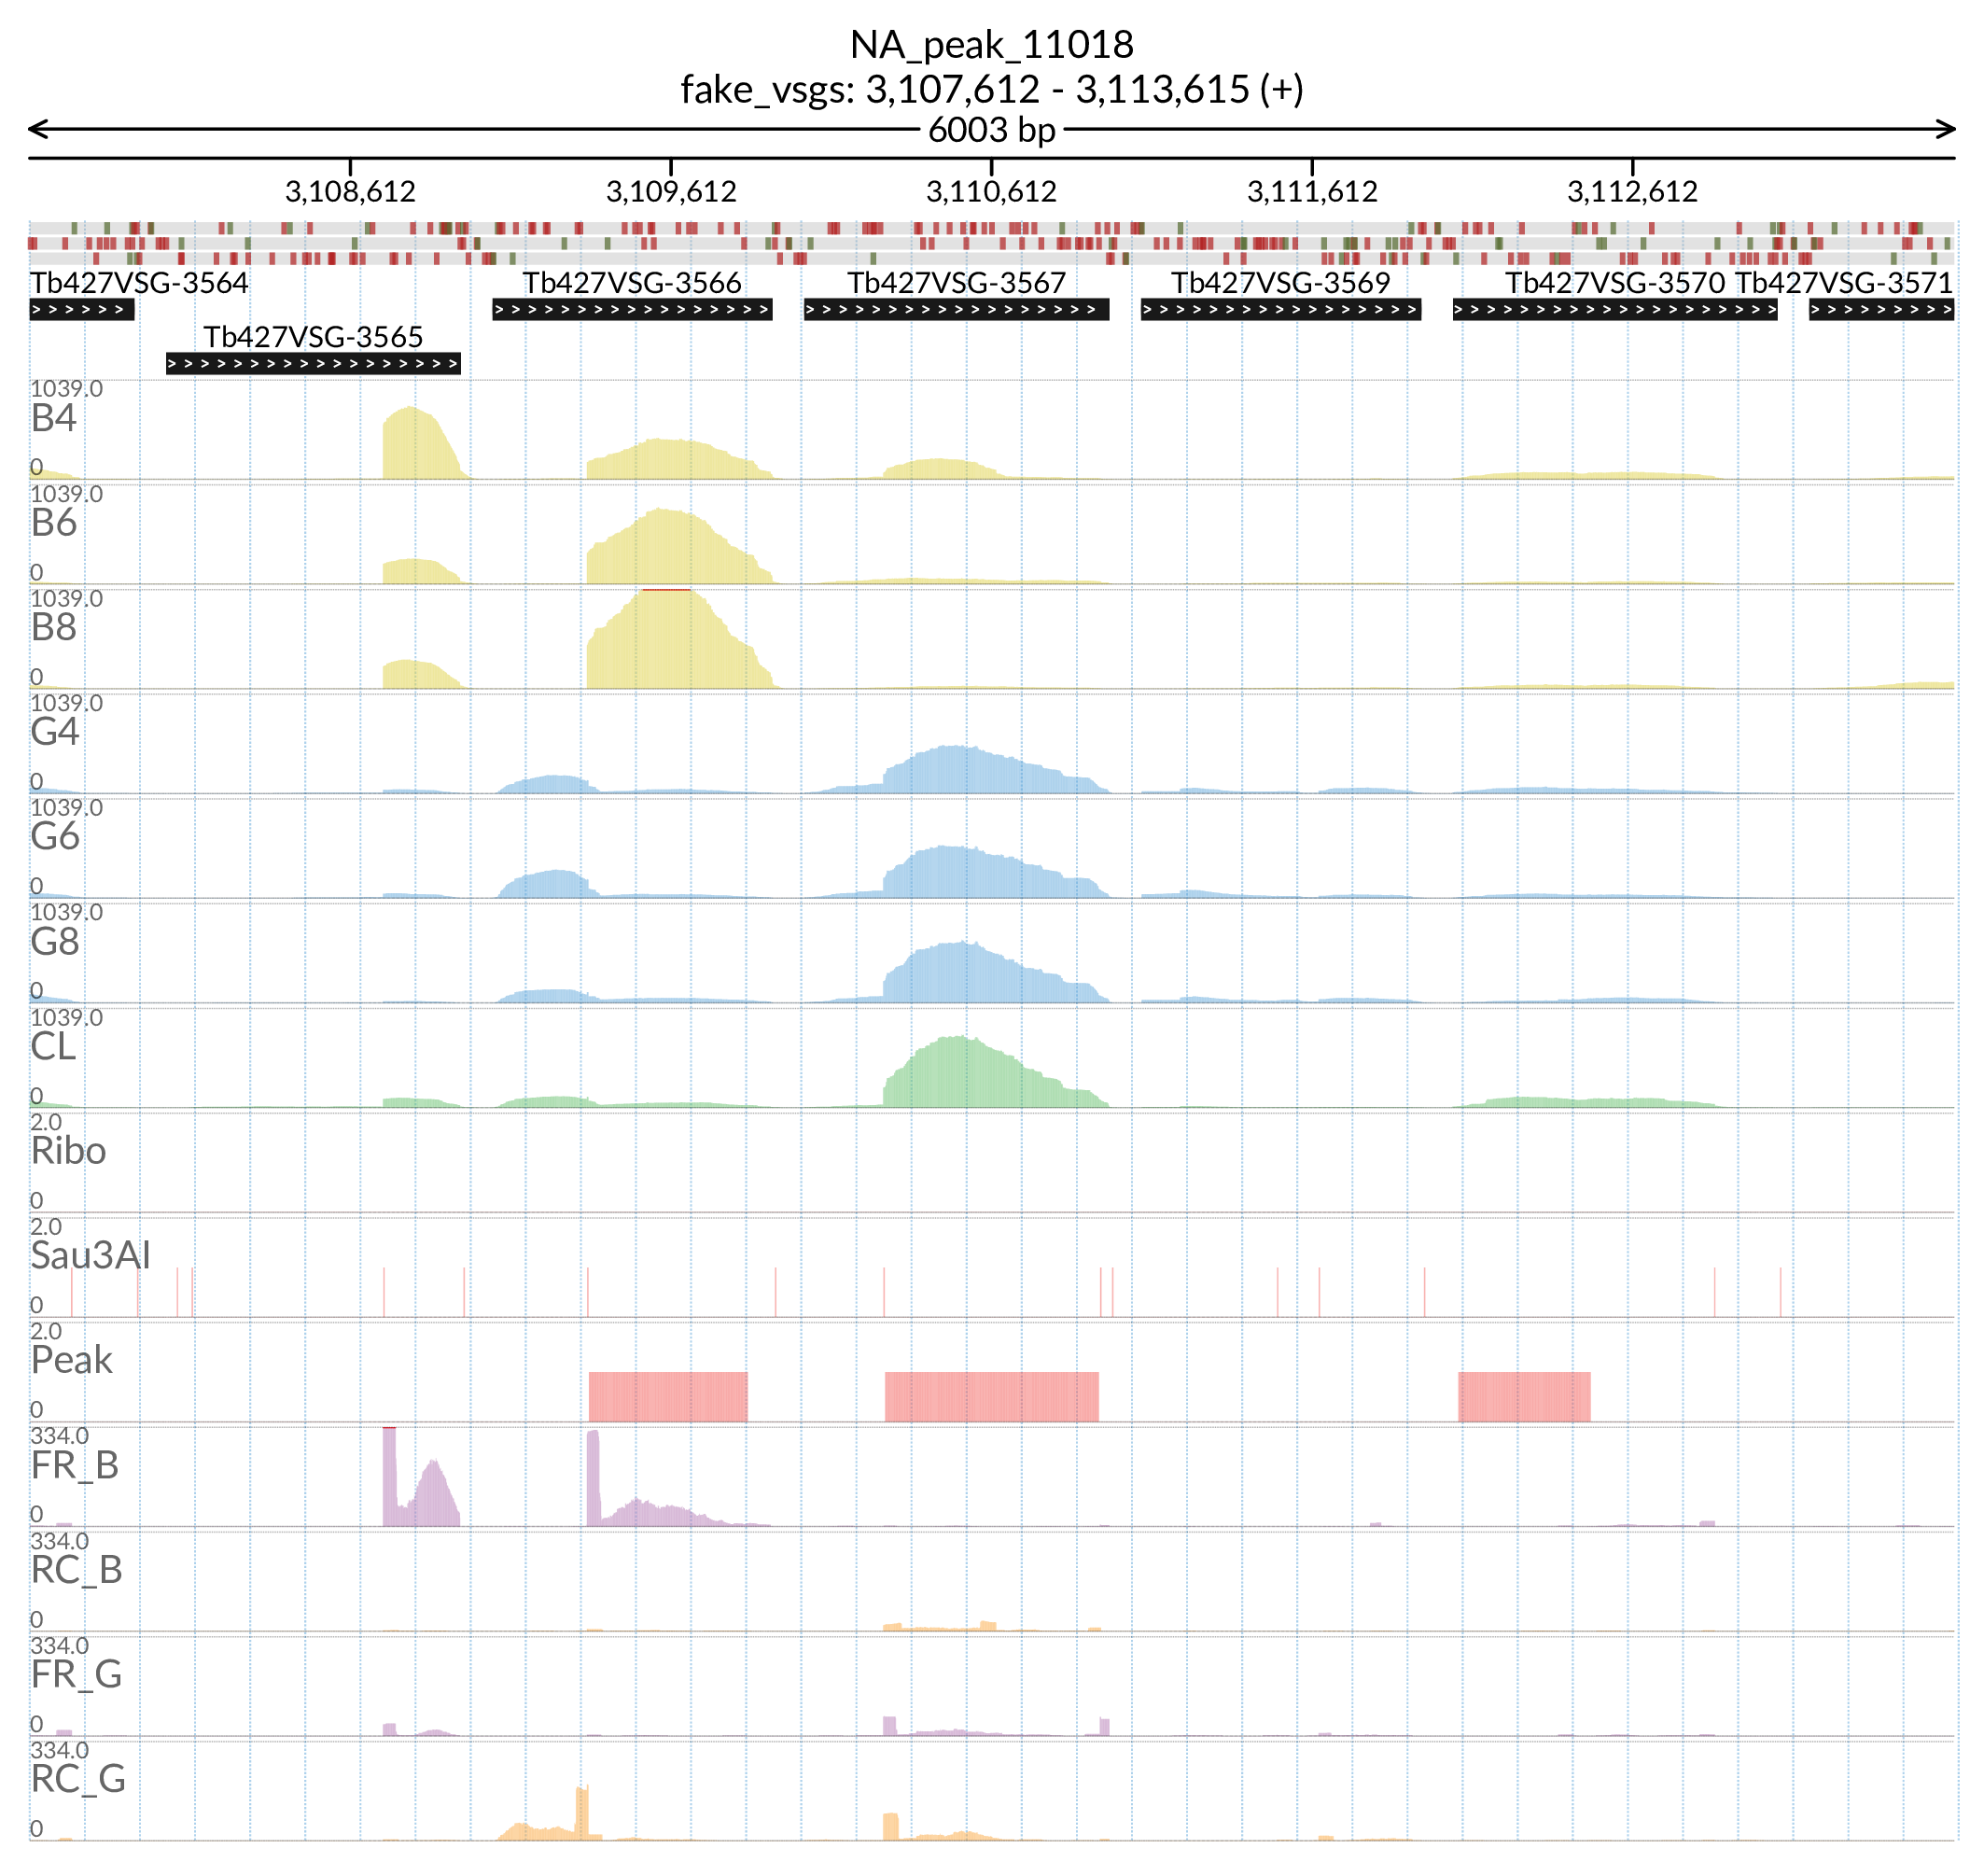 NA_peak_11018
fake_vsgs: 3,107,612 - 3,113,615 (+)
6003 bp
3,108,612 3,109,612 3,110,612 3,111,612 3,112,612
Tb427VSG-3564 Tb427VSG-3566 Tb427VSG-3567 Tb427VSG-3569 Tb427VSG-3570 Tb427VSG-3571
Tb427VSG-3565
1039.0
B4
0
1039.0
B6
0
1039.0
B8
0
1039.0
G4
0
1039.0
G6
0
1039.0
G8
0
1039.0
CL
0
2.0
Ribo
0
2.0
Sau3AI
0
2.0
Peak
0
334.0
FR_B
0
334.0
RC_B
0
334.0
FR_G
0
334.0
RC_G
0